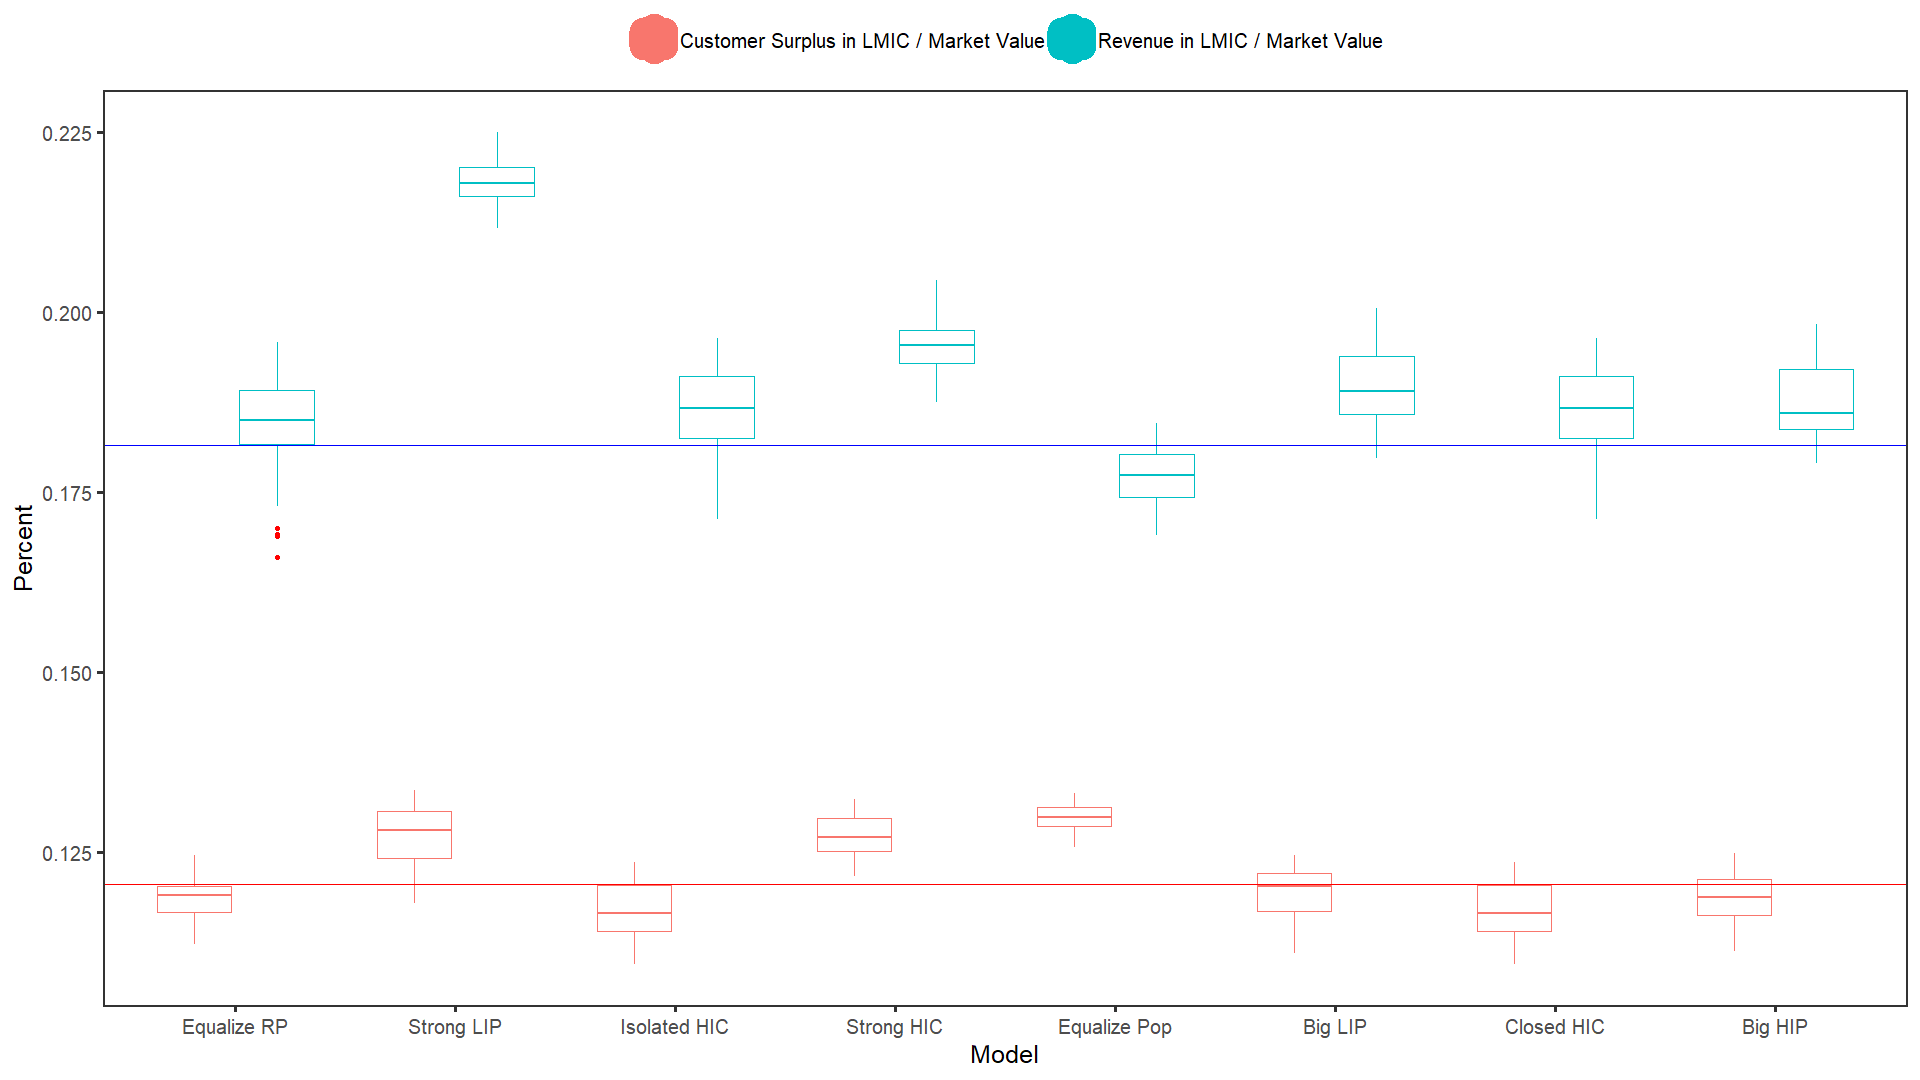 Customer Surplus in LMIC / Market Value Revenue in LMIC / Market Value
0.225
0.200
0.175
0.150
0.125
Percent
Equalize RP Strong LIP Isolated HIC Strong HIC Equalize Pop Big LIP Closed HIC Big HIP
Model